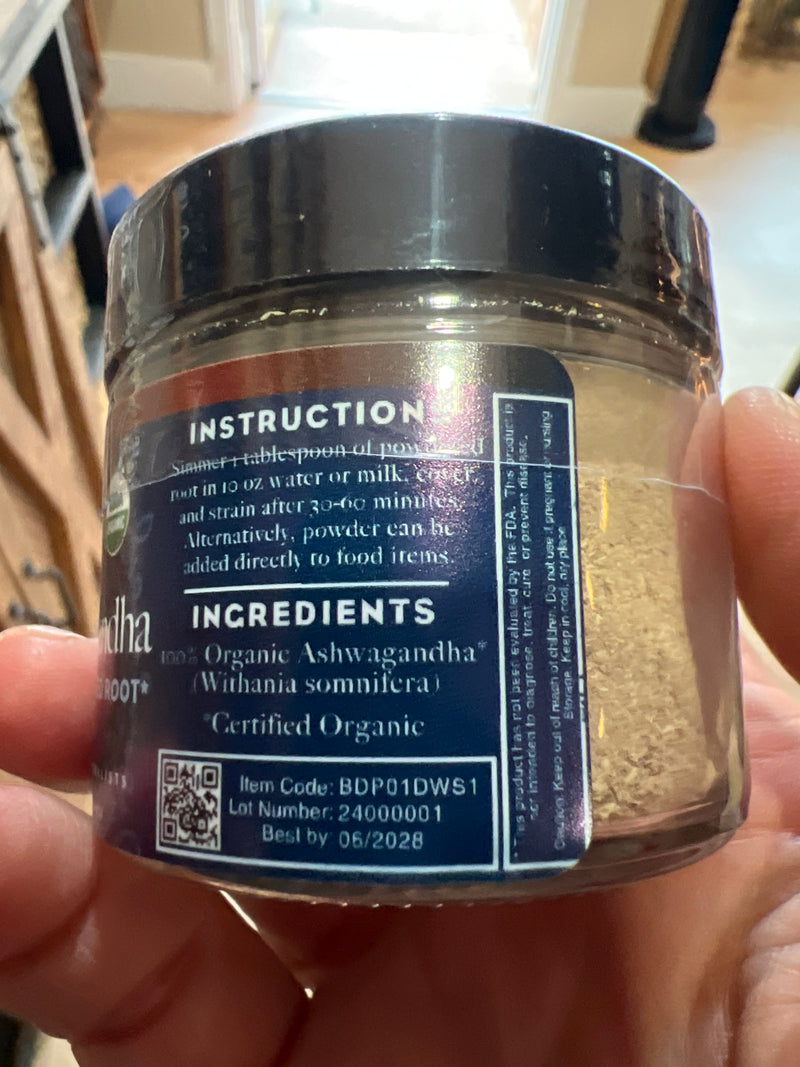 INSTRUCTION
Simmer 1 tablespoon of
root in 10 oz water or milk, cover,
and strain after 30-60 minutes.
Alternatively, powder can be
added directly to food items.
INGREDIENTS
100% Organic Ashwagandha*
(Withania somnifera)
*Certified Organic
Item Code: BDP01DWS1
Lot Number: 24000001
Best by: 06/2028
ndha
ROOT*
*This product has not been evaluated by the FDA. This product is
not intended to diagnose, treat, cure, or prevent disease.
Caution: Keep out of reach of children. Do not use if pregnant or nursing
Storage: Keep in cool, dry place